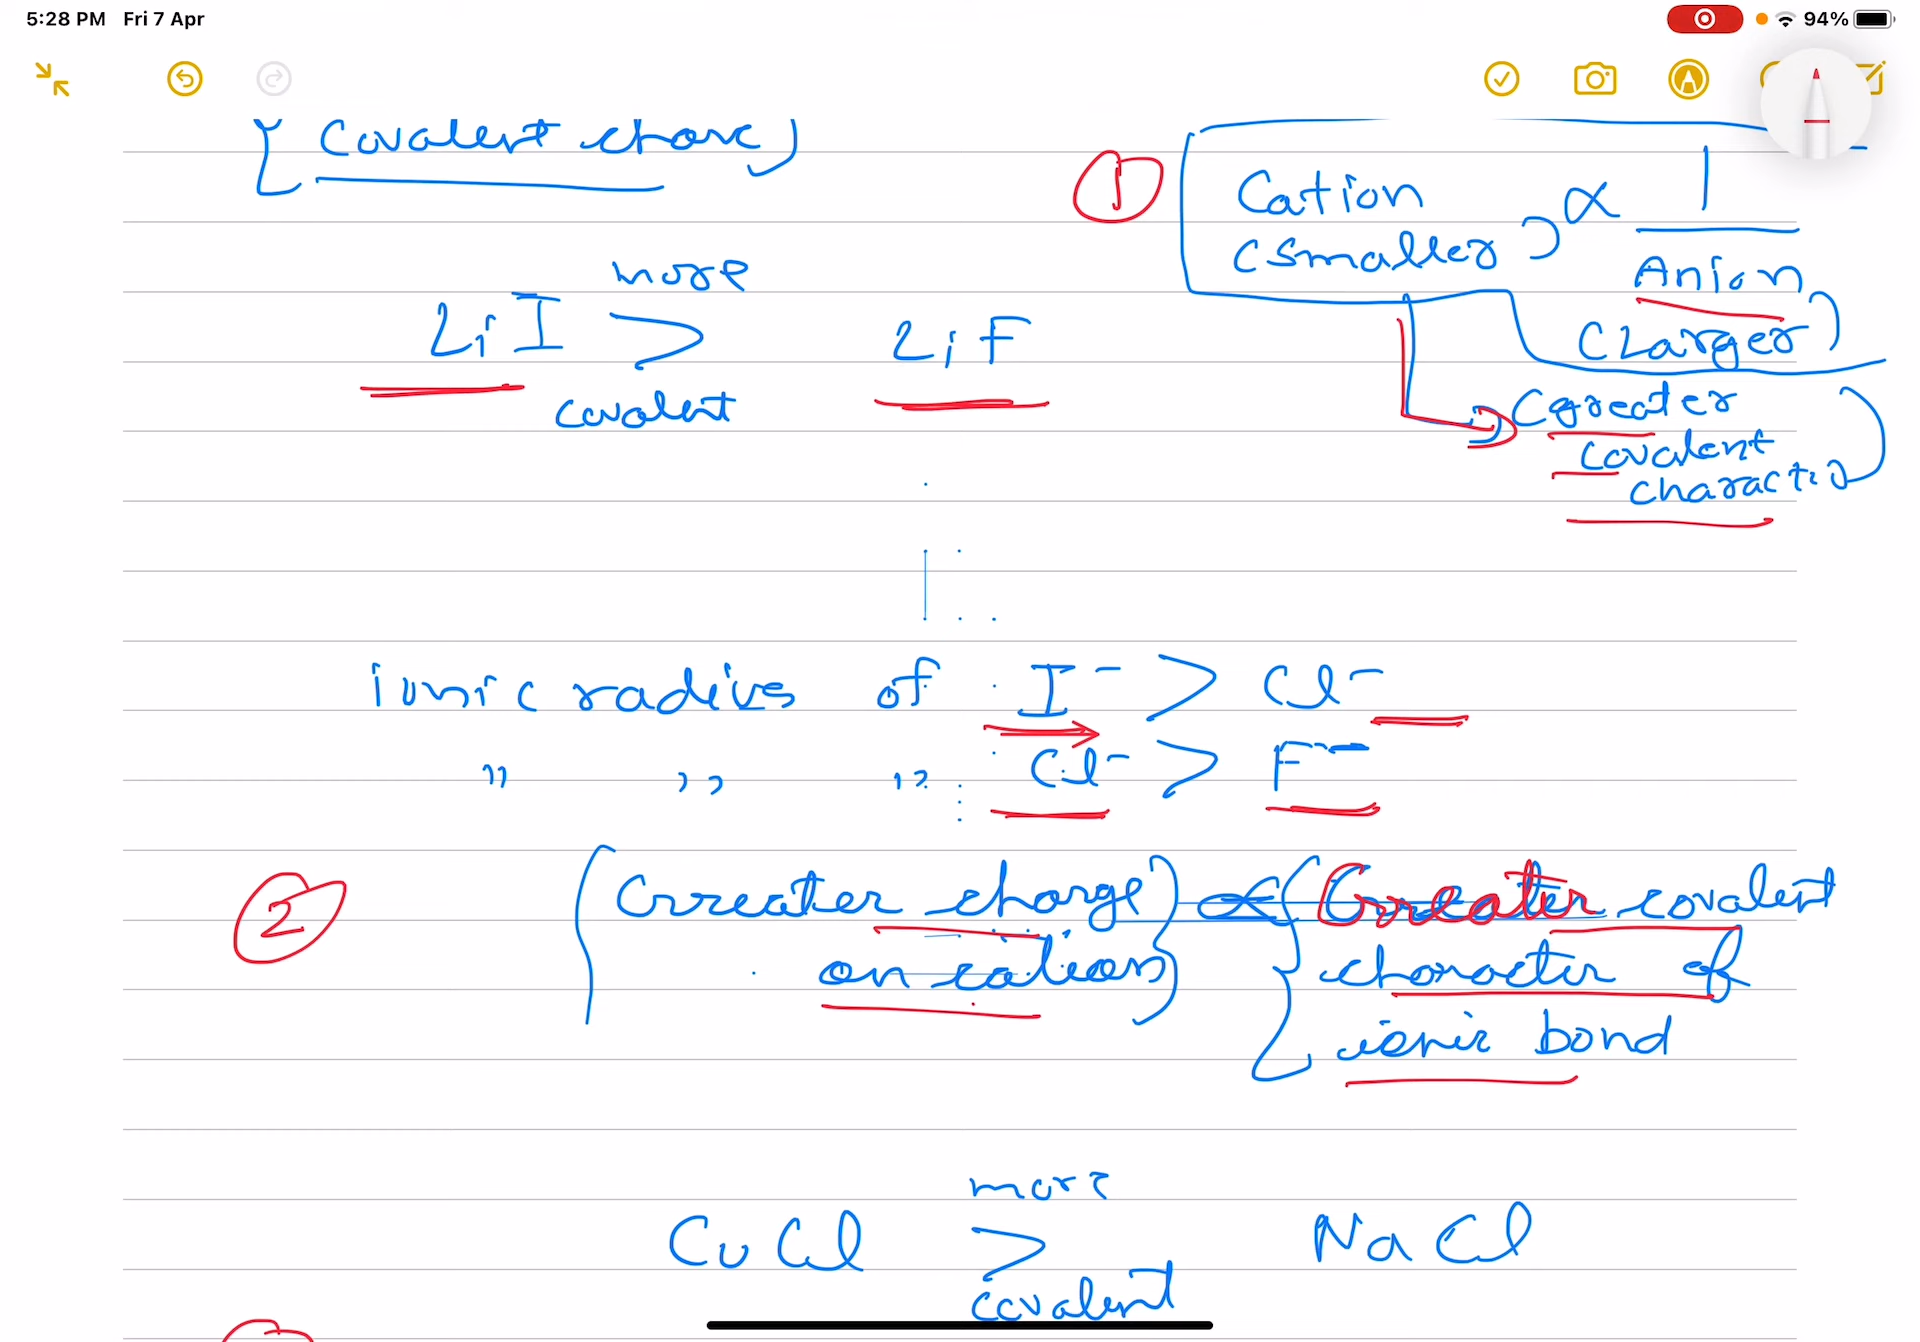 5:28 PM Fri 7 Apr
94%
{ Covalent charc)
①
Cation
(smaller)
∝
1
Anion
(Larger)
more
LiI > LiF
covalent
(greater
covalent
character)
ionic radius of I⁻ > Cl⁻
" " " Cl⁻ > F⁻
②
(Greater charge
on cation)
∝
{Greater covalent
character of
ionic bond
more
CuCl > NaCl
covalent